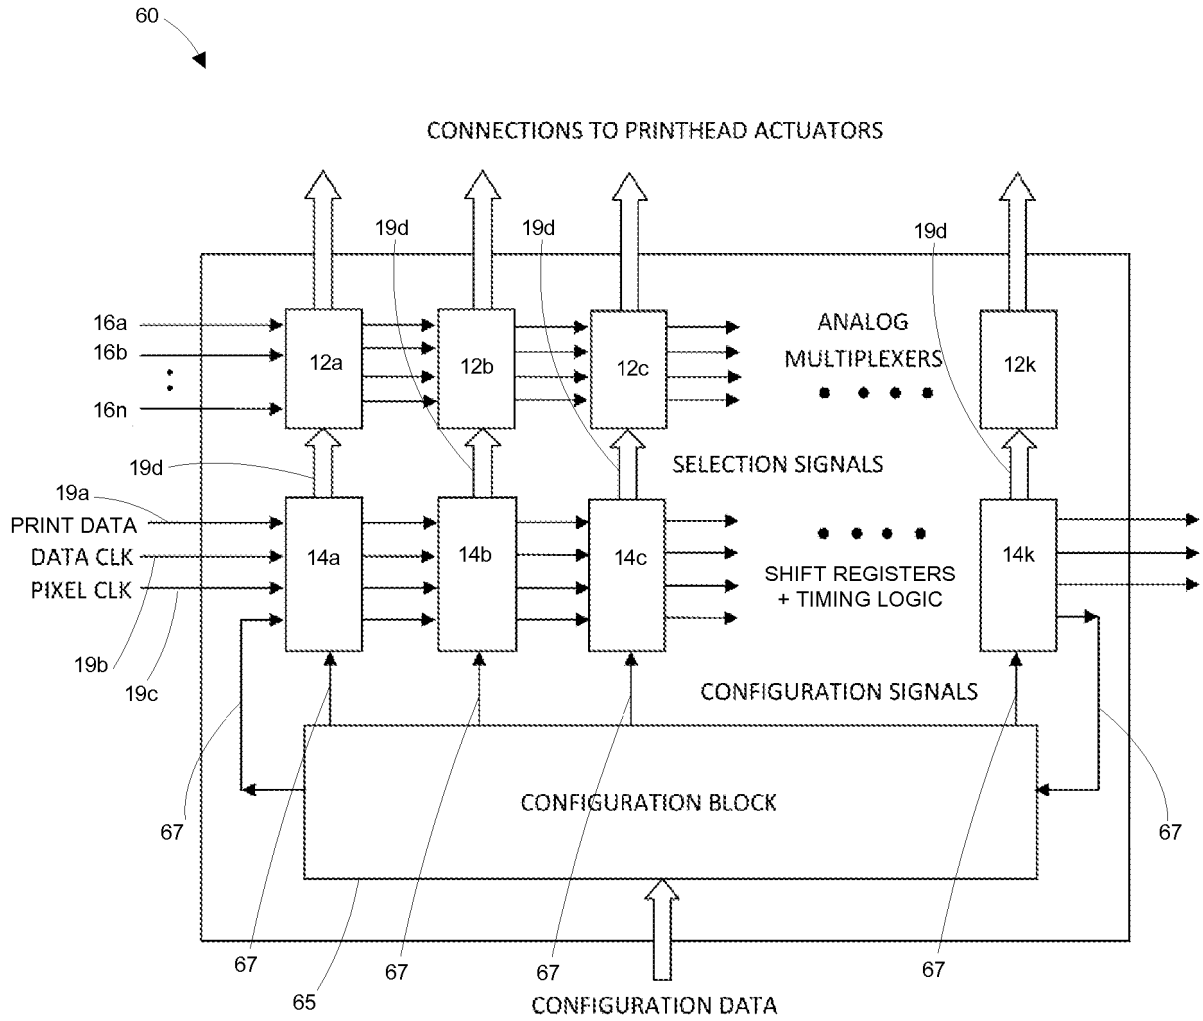 60
CONNECTIONS TO PRINTHEAD ACTUATORS
19d 19d 19d
16a
16b
16n
12a 12b 12c 12k
ANALOG
MULTIPLEXERS
19d
SELECTION SIGNALS
19a
PRINT DATA
DATA CLK
PIXEL CLK
14a 14b 14c 14k
SHIFT REGISTERS
+ TIMING LOGIC
19b
19c
CONFIGURATION SIGNALS
CONFIGURATION BLOCK
67 67
67 67 67 67
65
CONFIGURATION DATA